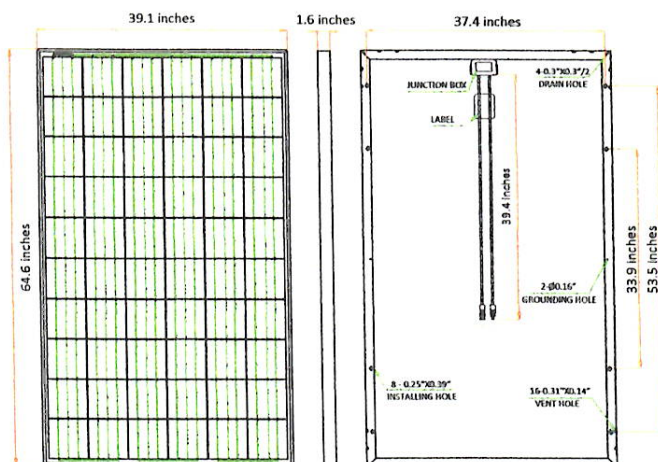 39.1 inches
1.6 inches
37.4 inches
64.6 inches
JUNCTION BOX
LABEL
39.4 inches
4-0.3"X0.3"/2
DRAIN HOLE
2-Ø0.16"
GROUNDING HOLE
33.9 inches
53.5 inches
8 - 0.25"X0.39"
INSTALLING HOLE
16-0.31"X0.14"
VENT HOLE